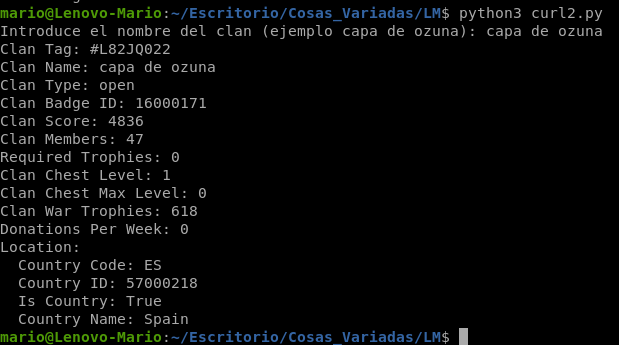 mario@Lenovo-Mario:~/Escritorio/Cosas_Variadas/LM$ python3 curl2.py
Introduce el nombre del clan (ejemplo capa de ozuna): capa de ozuna
Clan Tag: #L82JQ022
Clan Name: capa de ozuna
Clan Type: open
Clan Badge ID: 16000171
Clan Score: 4836
Clan Members: 47
Required Trophies: 0
Clan Chest Level: 1
Clan Chest Max Level: 0
Clan War Trophies: 618
Donations Per Week: 0
Location:
  Country Code: ES
  Country ID: 57000218
  Is Country: True
  Country Name: Spain
mario@Lenovo-Mario:~/Escritorio/Cosas_Variadas/LM$